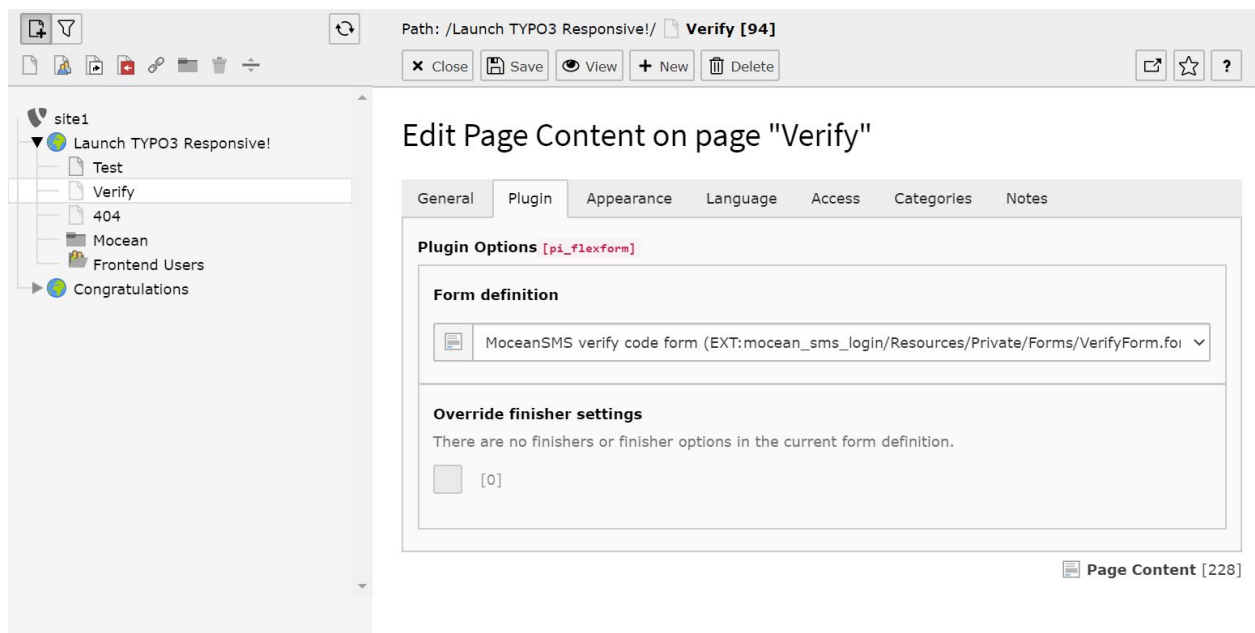 Path: /Launch TYPO3 Responsive!/ Verify [94]
Close Save View + New Delete ?
site1
Launch TYPO3 Responsive!
Test
Verify
404
Mocean
Frontend Users
Congratulations
Edit Page Content on page "Verify"
General Plugin Appearance Language Access Categories Notes
Plugin Options [pi_flexform]
Form definition
MoceanSMS verify code form (EXT:mocean_sms_login/Resources/Private/Forms/VerifyForm.for
Override finisher settings
There are no finishers or finisher options in the current form definition.
[0]
Page Content [228]